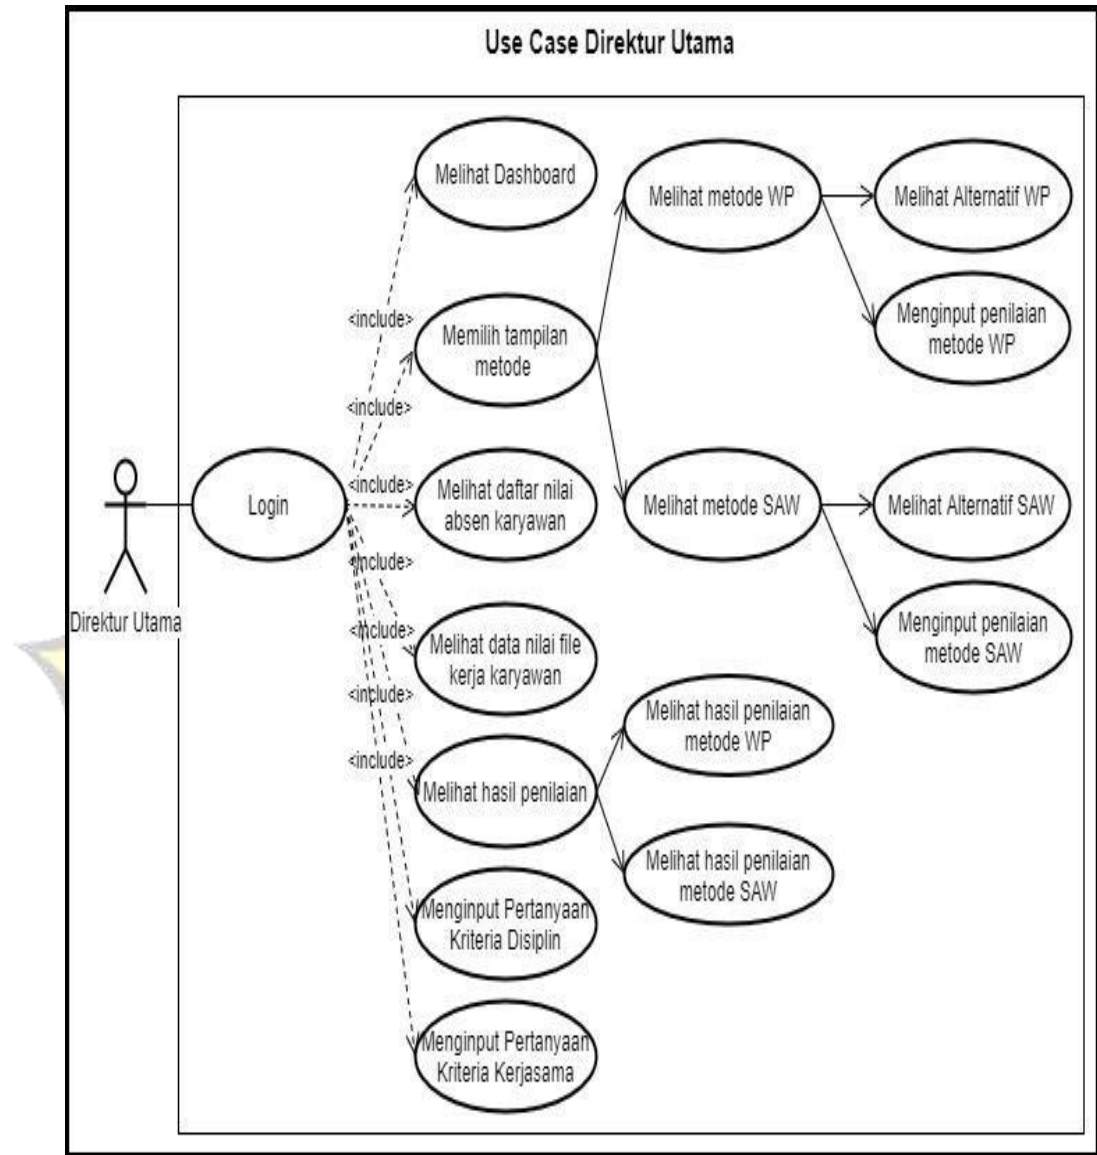 Use Case Direktur Utama
Melihat Dashboard
Melihat metode WP
Melihat Alternatif WP
Menginput penilaian
metode WP
<include>
Memilih tampilan
metode
<include>
Login
<include>
Melihat daftar nilai
absen karyawan
Melihat metode SAW
Melihat Alternatif SAW
<include>
Menginput penilaian
metode SAW
Direktur Utama
<include>
Melihat data nilai file
kerja karyawan
<include>
Melihat hasil penilaian
metode WP
<include>
Melihat hasil penilaian
Melihat hasil penilaian
metode SAW
Menginput Pertanyaan
Kriteria Disiplin
Menginput Pertanyaan
Kriteria Kerjasama